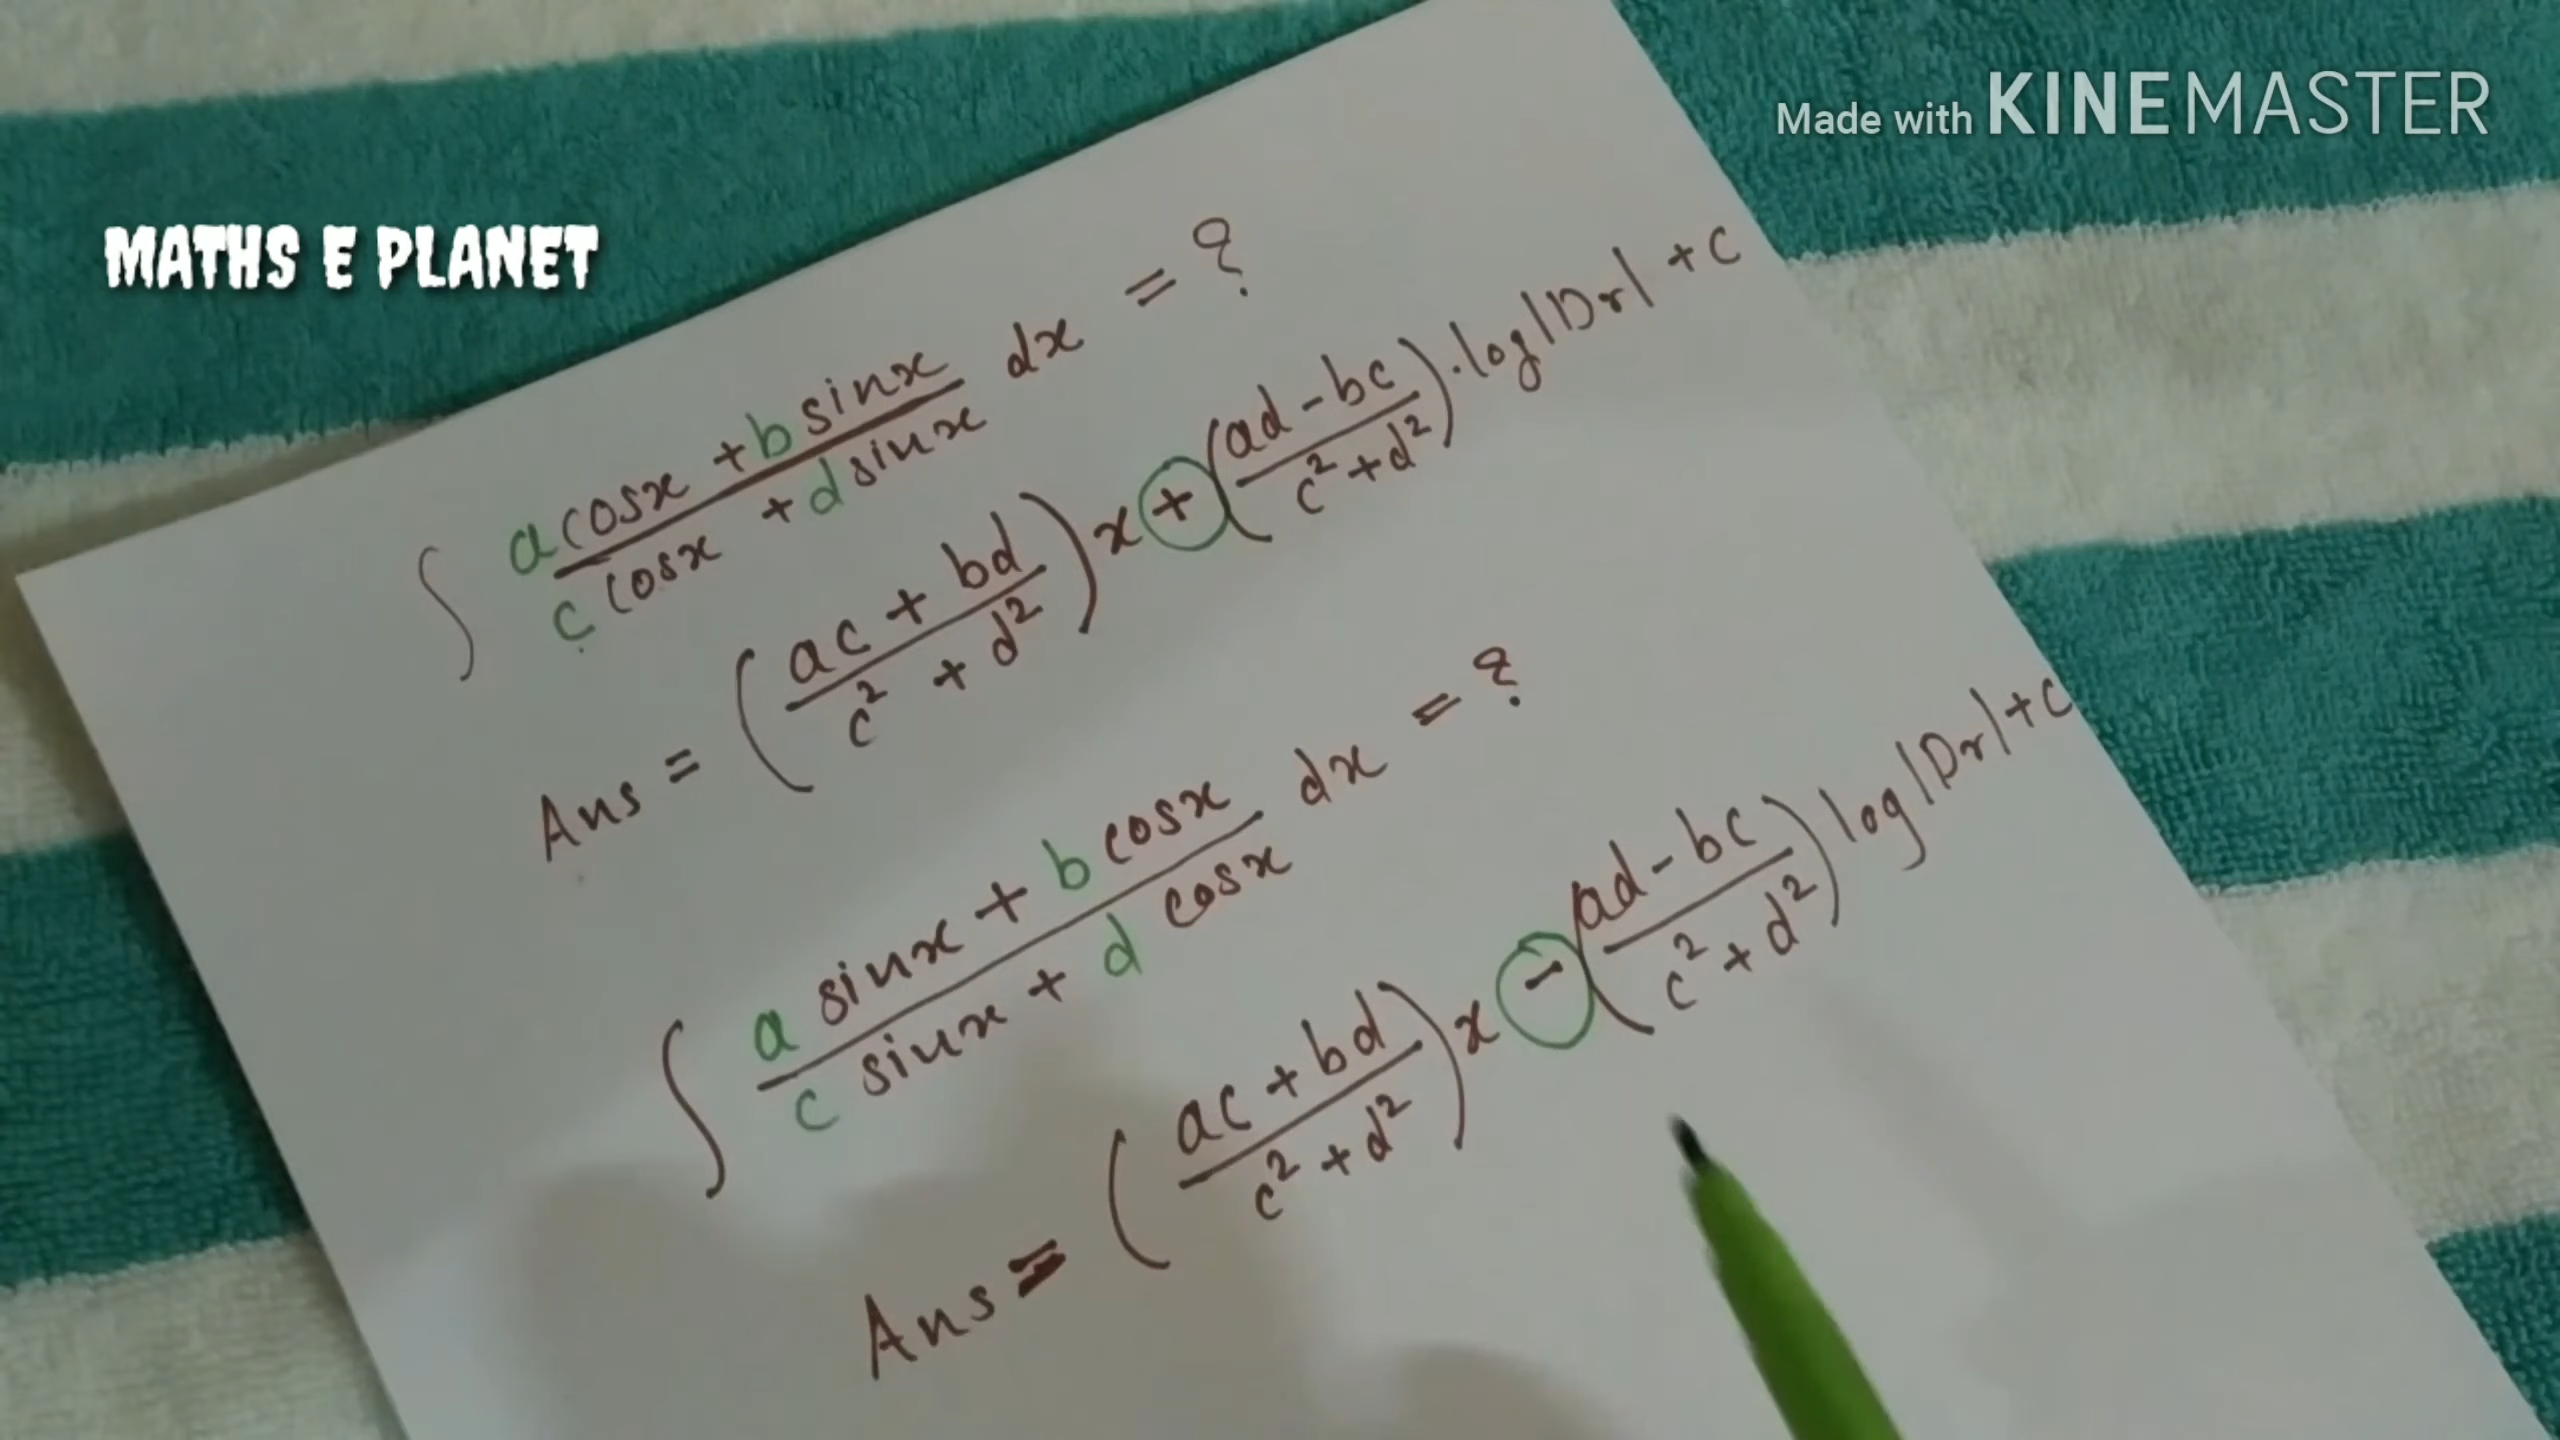 Made with KINEMASTER
MATHS E PLANET
∫ (a cosx + b sinx)/(c cosx + d sinx) dx = ?
Ans = ((ac + bd)/(c² + d²)) x + ((ad - bc)/(c² + d²)) . log|Dr| + c
∫ (a sinx + b cosx)/(c sinx + d cosx) dx = ?
Ans = ((ac + bd)/(c² + d²)) x - ((ad - bc)/(c² + d²)) log|Dr| + c